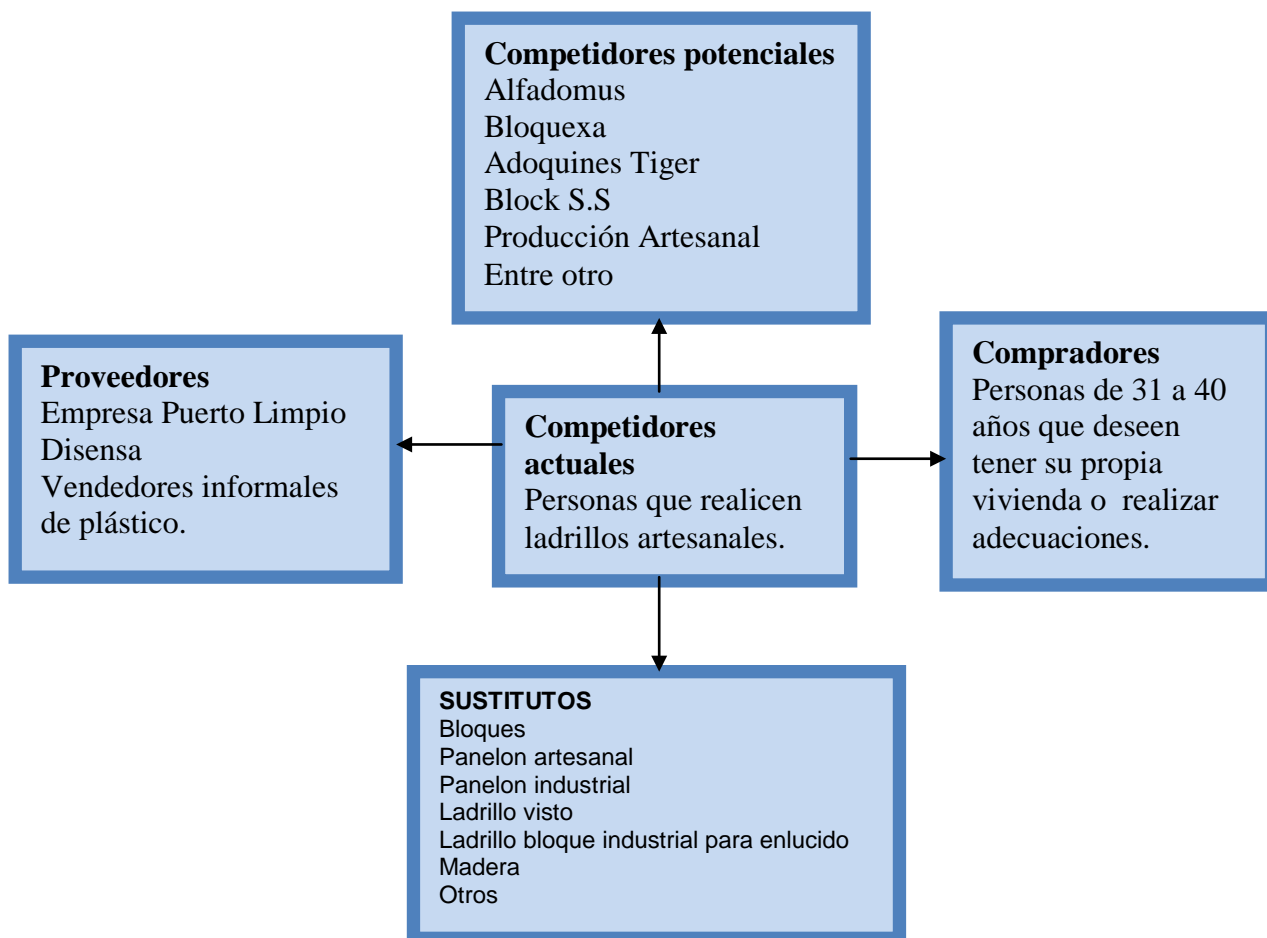 Competidores potenciales
Alfadomus
Bloquexa
Adoquines Tiger
Block S.S
Producción Artesanal
Entre otro
Proveedores
Empresa Puerto Limpio
Disensa
Vendedores informales
de plástico.
Competidores
actuales
Personas que realicen
ladrillos artesanales.
Compradores
Personas de 31 a 40
años que deseen
tener su propia
vivienda o  realizar
adecuaciones.
SUSTITUTOS
Bloques
Panelon artesanal
Panelon industrial
Ladrillo visto
Ladrillo bloque industrial para enlucido
Madera
Otros